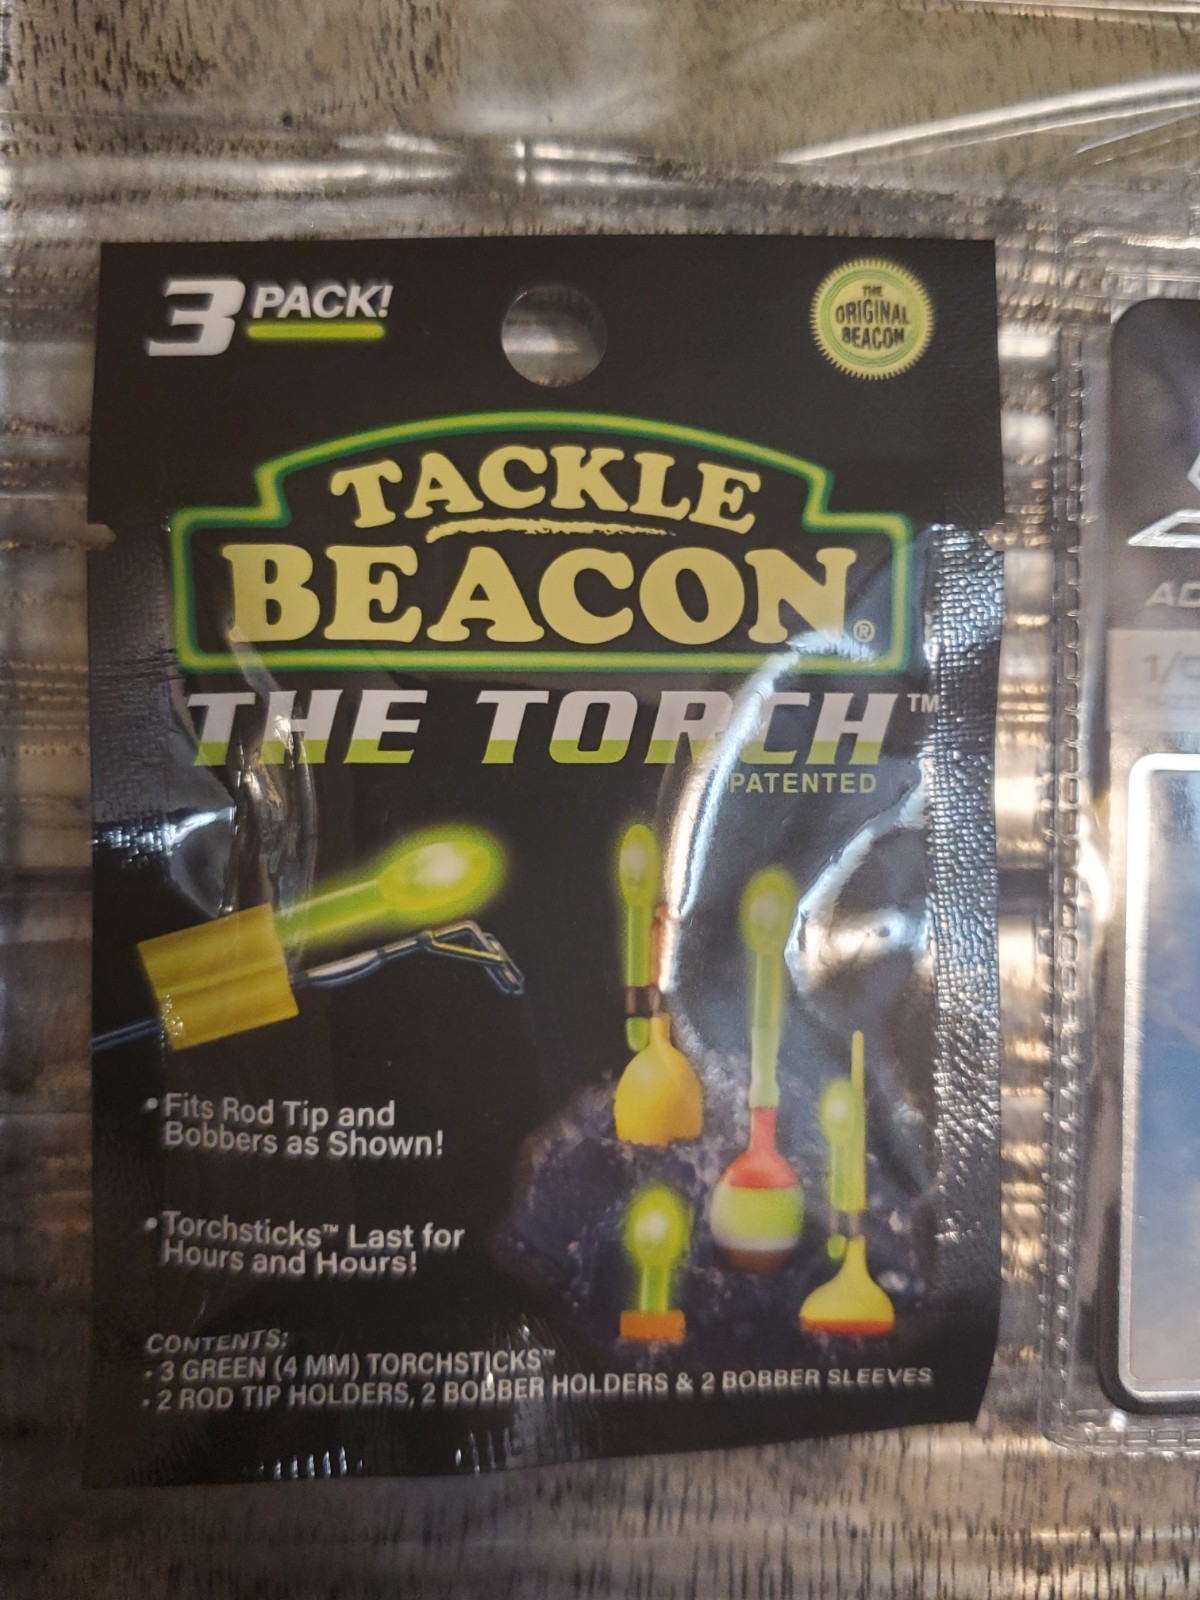 3 PACK!
THE
ORIGINAL
BEACON
TACKLE
BEACON®
THE TORCH™
PATENTED
•Fits Rod Tip and
Bobbers as Shown!
•Torchsticks™ Last for
Hours and Hours!
CONTENTS:
· 3 GREEN (4 MM) TORCHSTICKS™
· 2 ROD TIP HOLDERS, 2 BOBBER HOLDERS & 2 BOBBER SLEEVES